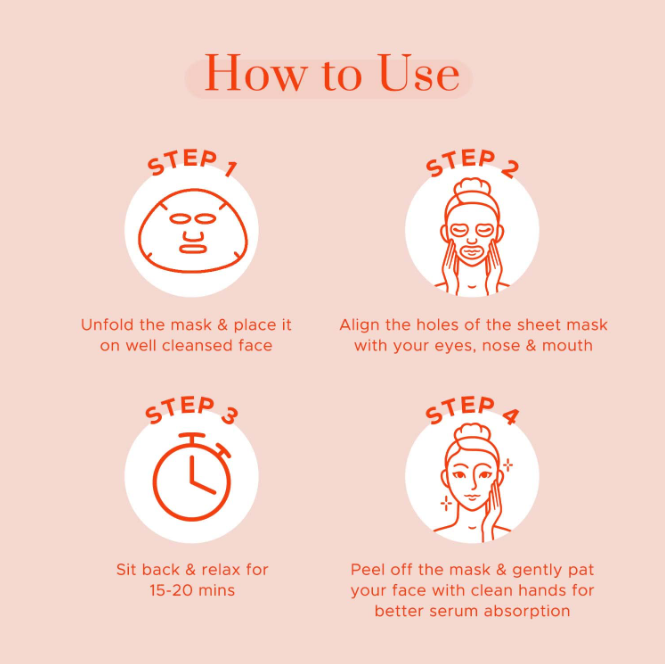 How to Use
STEP 1
Unfold the mask & place it
on well cleansed face
STEP 2
Align the holes of the sheet mask
with your eyes, nose & mouth
STEP 3
Sit back & relax for
15-20 mins
STEP 4
Peel off the mask & gently pat
your face with clean hands for
better serum absorption